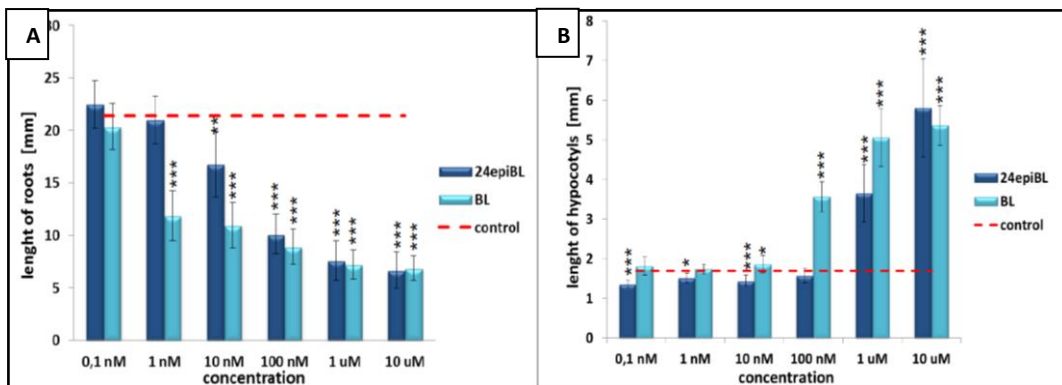 A
lenght of roots [mm]
30
25
20
15
10
5
0
***
**
***
***
***
***
***
***
***
0,1 nM 1 nM 10 nM 100 nM 1 uM 10 uM
concentration
24epiBL
BL
control
B
lenght of hypocotyls [mm]
8
7
6
5
4
3
2
1
0
***
*
***
*
***
***
***
***
***
0,1 nM 1 nM 10 nM 100 nM 1 uM 10 uM
concentration
24epiBL
BL
control